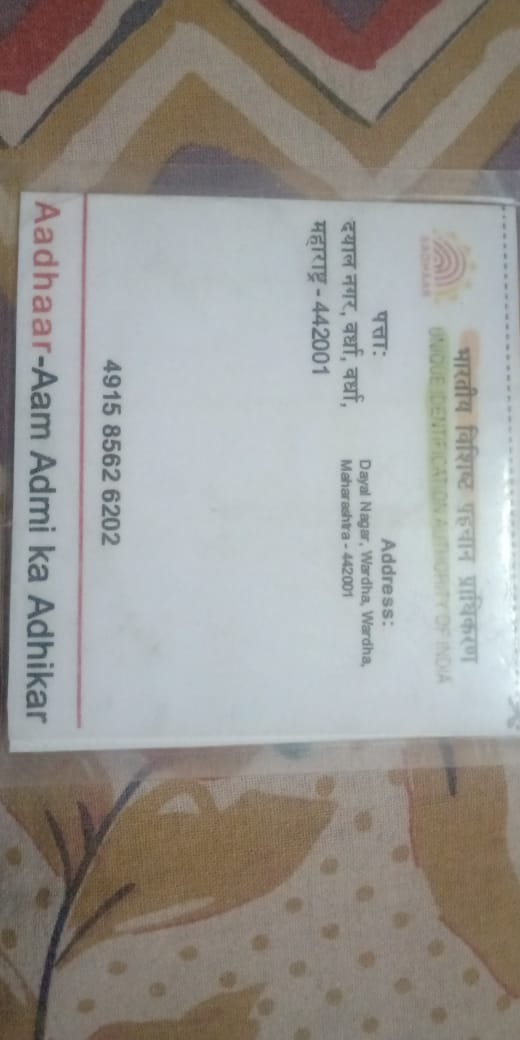 भारतीय विशिष्ट पहचान प्राधिकरण
UNIQUE IDENTIFICATION AUTHORITY OF INDIA
AADHAAR
पत्ता:
दयाल नगर, वर्धा, वर्धा,
महाराष्ट्र - 442001
Address:
Dayal Nagar, Wardha, Wardha,
Maharashtra - 442001
4915 8562 6202
Aadhaar-Aam Admi ka Adhikar